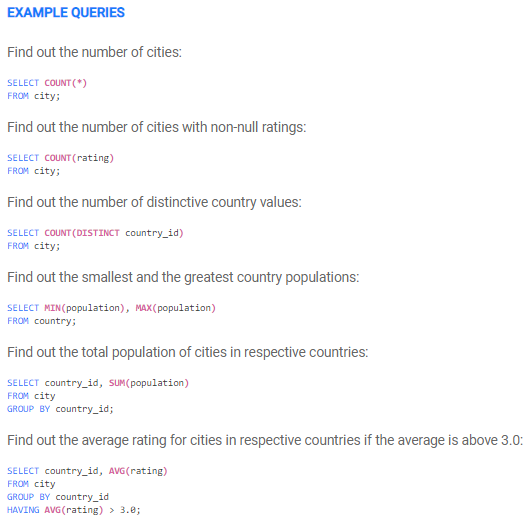 EXAMPLE QUERIES
Find out the number of cities:
SELECT COUNT(*)
FROM city;
Find out the number of cities with non-null ratings:
SELECT COUNT(rating)
FROM city;
Find out the number of distinctive country values:
SELECT COUNT(DISTINCT country_id)
FROM city;
Find out the smallest and the greatest country populations:
SELECT MIN(population), MAX(population)
FROM country;
Find out the total population of cities in respective countries:
SELECT country_id, SUM(population)
FROM city
GROUP BY country_id;
Find out the average rating for cities in respective countries if the average is above 3.0:
SELECT country_id, AVG(rating)
FROM city
GROUP BY country_id
HAVING AVG(rating) > 3.0;